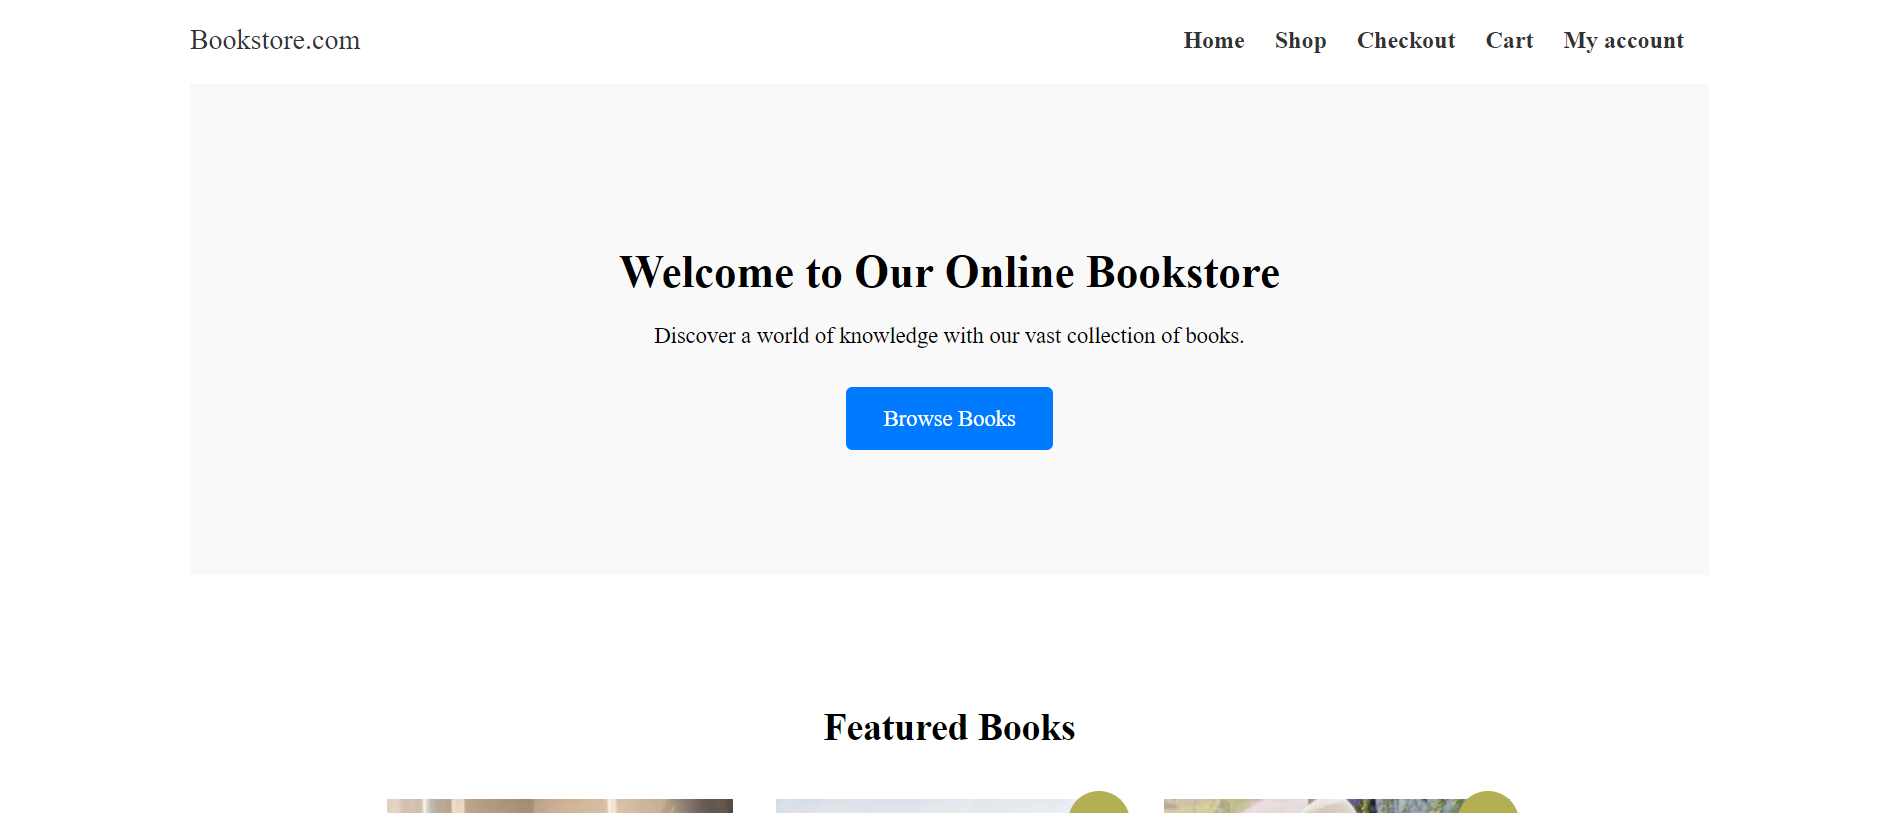 Bookstore.com
Home Shop Checkout Cart My account
Welcome to Our Online Bookstore
Discover a world of knowledge with our vast collection of books.
Browse Books
Featured Books